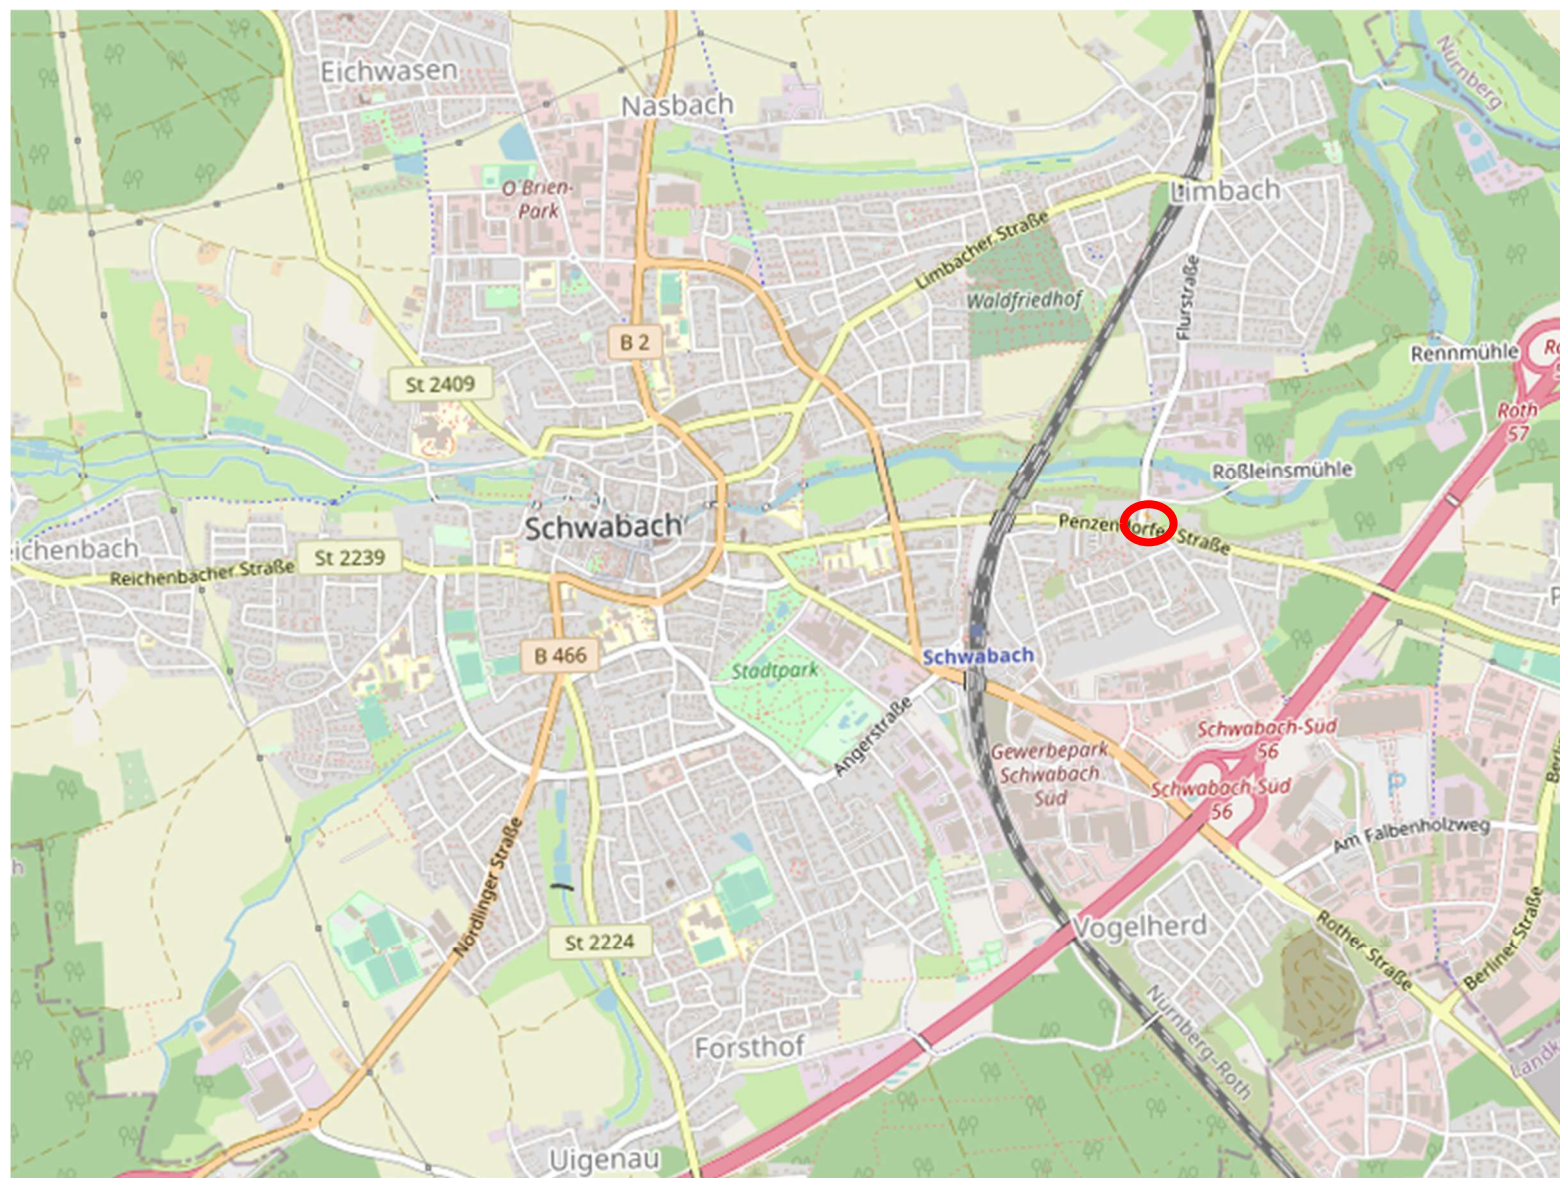 Eichwasen
Nasbach
Nürnberg
O'Brien-
Park
Limbach
Limbacher Straße
Waldfriedhof
Flurstraße
B 2
Rennmühle
St 2409
Roth
57
Rößleinsmühle
Schwabach
Penzendorfer Straße
eichenbach
Reichenbacher Straße
St 2239
B 466
Schwabach
Stadtpark
Angerstraße
Schwabach-Süd
56
Gewerbepark
Schwabach
Süd
Schwabach-Süd
56
P
Am Falbenholzweg
Nördlinger Straße
Vogelherd
Rother Straße
Berliner Straße
St 2224
Nürnberg-Roth
Forsthof
Landk
Uigenau